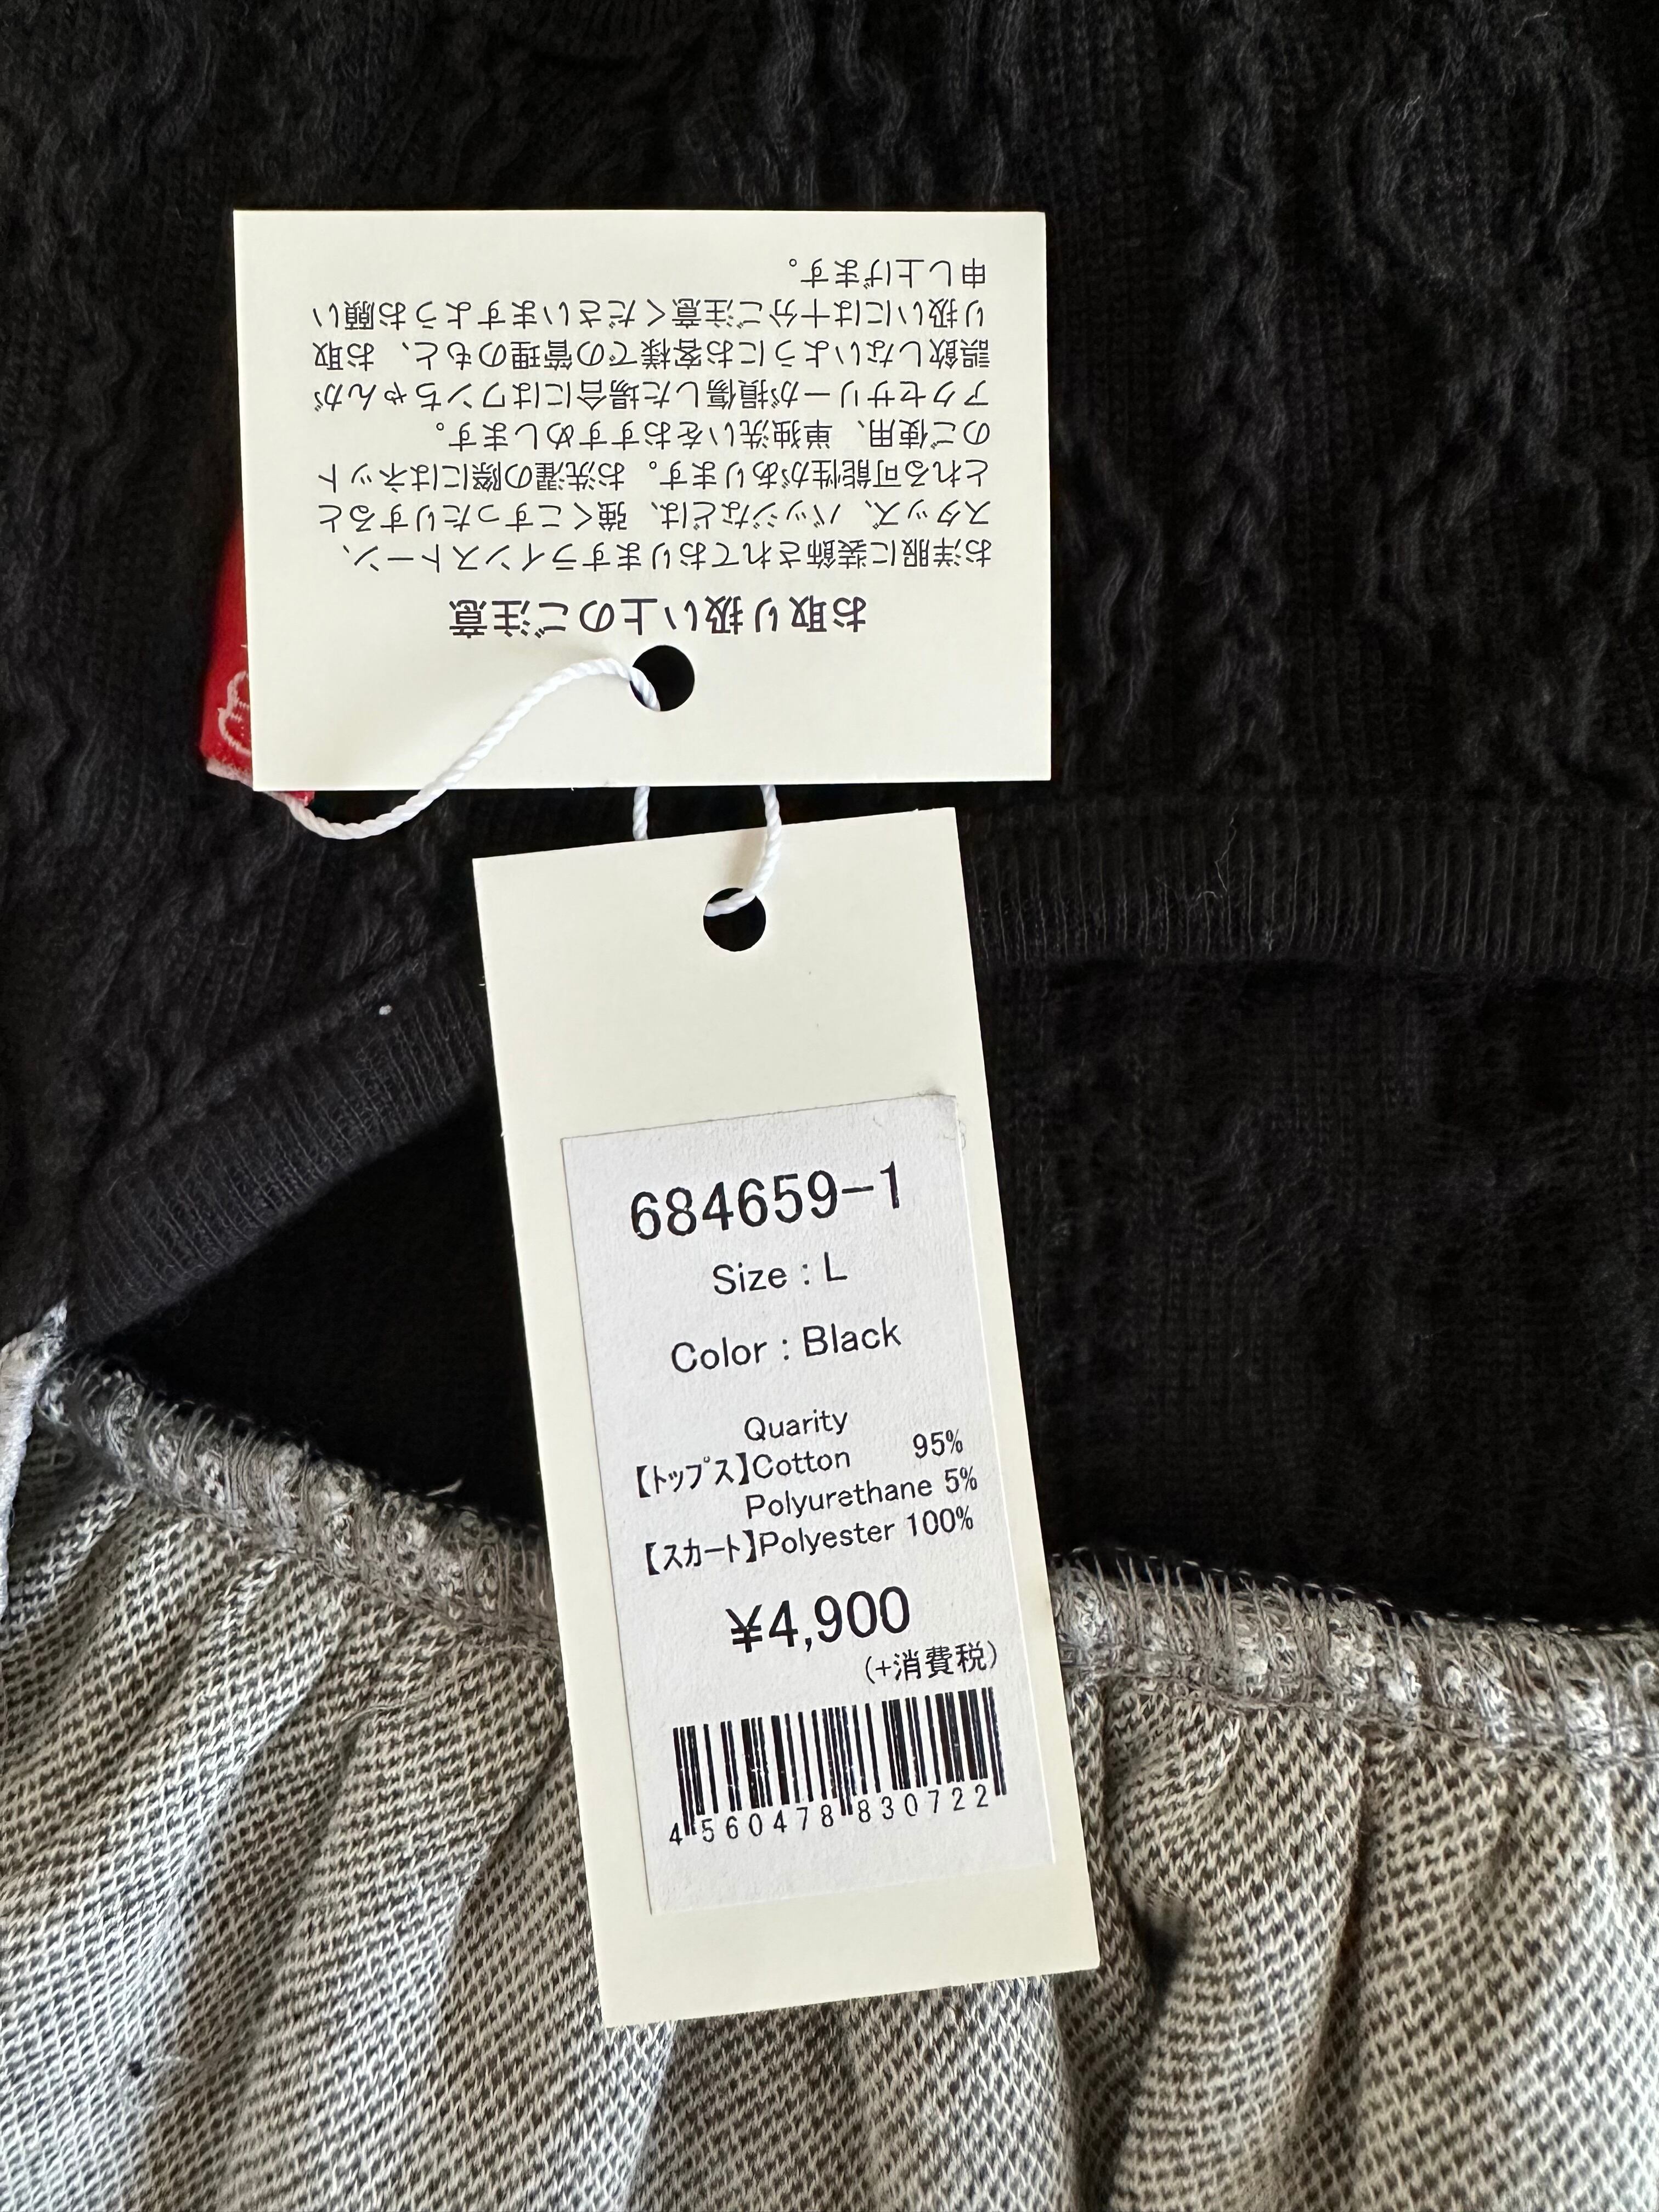 お取り扱い上のご注意
お洋服に装飾されておりますラインストーン、
スタッズ、バッジなどは、強くこすったりすると
とれる可能性があります。お洗濯の際にはネット
のご使用、単独洗いをおすすめします。
アクセサリーが損傷した場合にはワンちゃんが
誤飲しないようにお客様での管理のもと、お取
り扱いには十分ご注意くださいますようお願い
申し上げます。
684659-1
Size : L
Color : Black
Quarity
【トップス】Cotton 95%
Polyurethane 5%
【スカート】Polyester 100%
¥4,900
(+消費税)
4560478830722